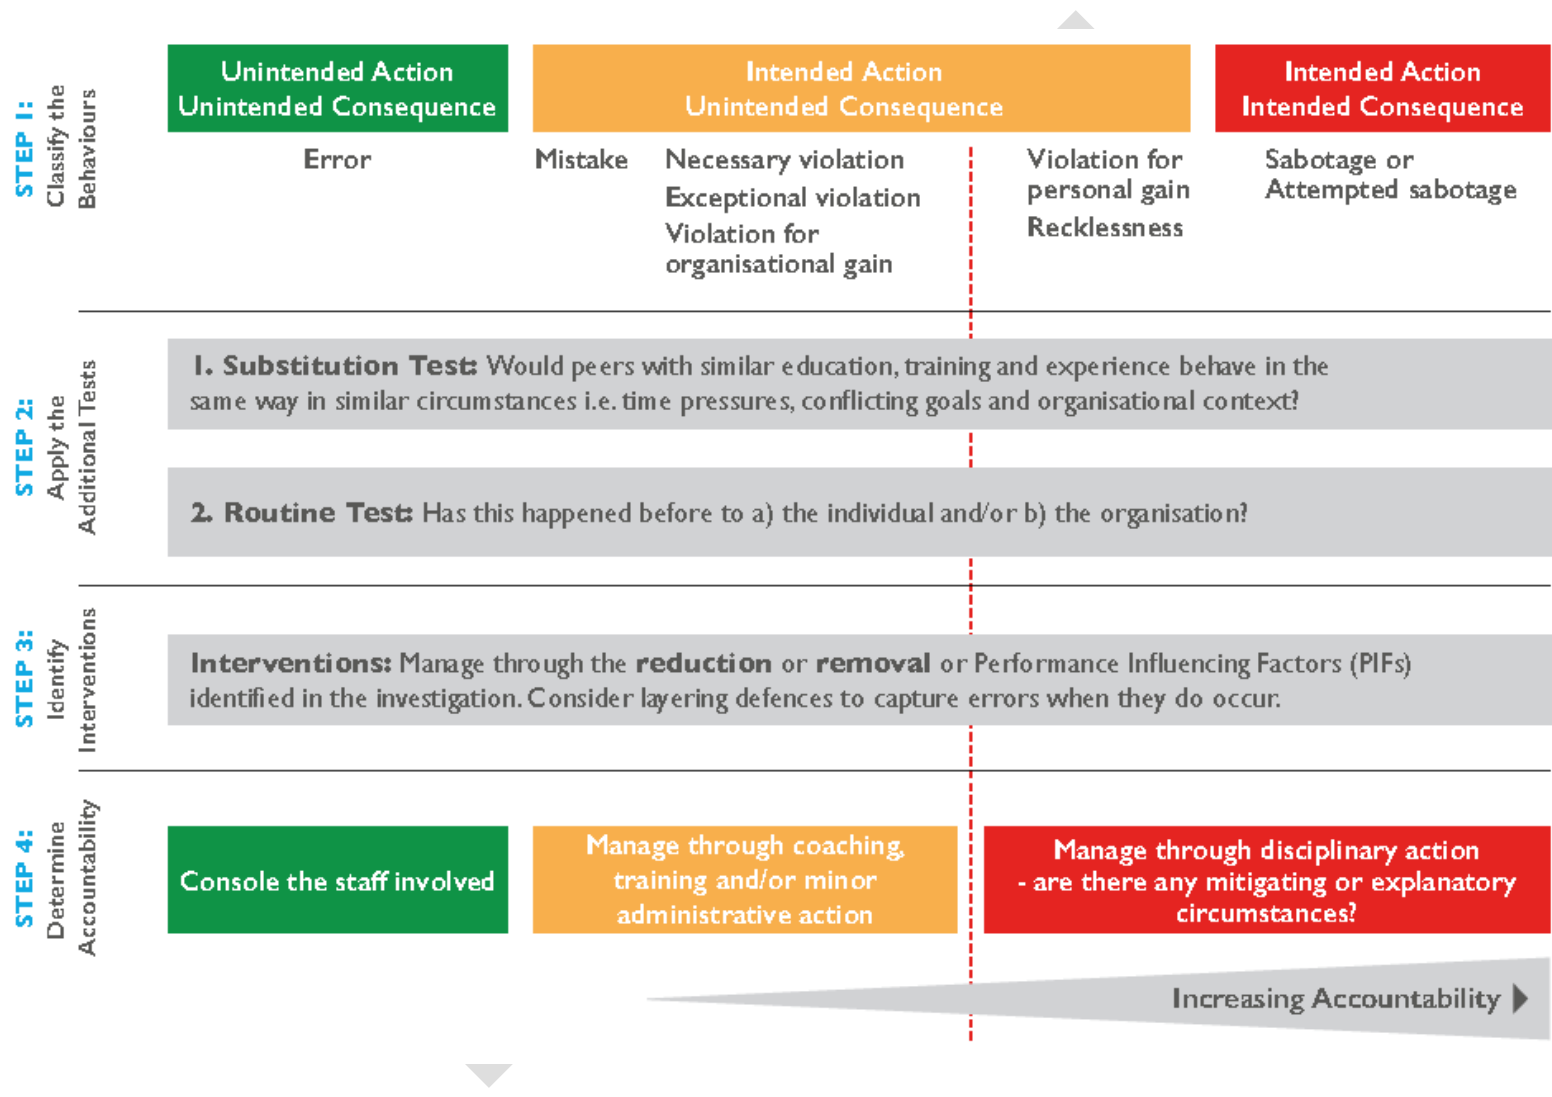 STEP 1:
Classify the
Behaviours
Unintended Action
Unintended Consequence
Intended Action
Unintended Consequence
Intended Action
Intended Consequence
Error
Mistake
Necessary violation
Exceptional violation
Violation for
organisational gain
Violation for
personal gain
Recklessness
Sabotage or
Attempted sabotage
STEP 2:
Apply the
Additional Tests
1. Substitution Test: Would peers with similar education, training and experience behave in the
same way in similar circumstances i.e. time pressures, conflicting goals and organisational context?
2. Routine Test: Has this happened before to a) the individual and/or b) the organisation?
STEP 3:
Identify
Interventions
Interventions: Manage through the reduction or removal or Performance Influencing Factors (PIFs)
identified in the investigation. Consider layering defences to capture errors when they do occur.
STEP 4:
Determine
Accountability
Console the staff involved
Manage through coaching,
training and/or minor
administrative action
Manage through disciplinary action
- are there any mitigating or explanatory
circumstances?
Increasing Accountability